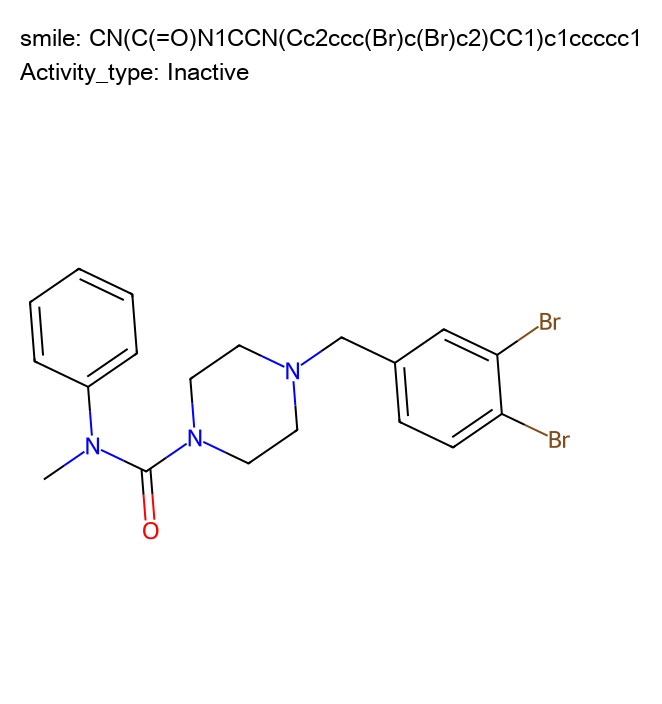 smile: CN(C(=O)N1CCN(Cc2ccc(Br)c(Br)c2)CC1)c1ccccc1
Activity_type: Inactive
Br
N
N
N
Br
O